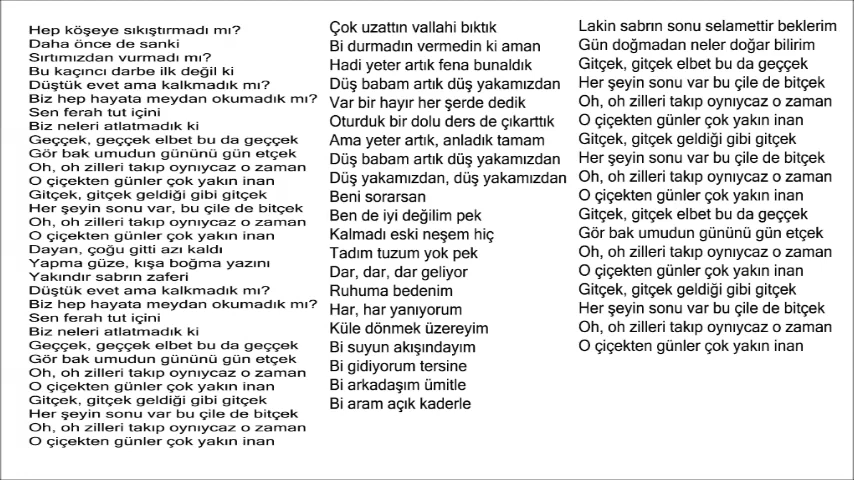 Hep köşeye sıkıştırmadı mı?
Daha önce de sanki
Sırtımızdan vurmadı mı?
Bu kaçıncı darbe ilk değil ki
Düştük evet ama kalkmadık mı?
Biz hep hayata meydan okumadık mı?
Sen ferah tut içini
Biz neleri atlatmadık ki
Geççek, geççek elbet bu da geççek
Gör bak umudun gününü gün etçek
Oh, oh zilleri takıp oynıycaz o zaman
O çiçekten günler çok yakın inan
Gitçek, gitçek geldiği gibi gitçek
Her şeyin sonu var, bu çile de bitçek
Oh, oh zilleri takıp oynıycaz o zaman
O çiçekten günler çok yakın inan
Dayan, çoğu gitti azı kaldı
Yapma güze, kışa boğma yazını
Yakındır sabrın zaferi
Düştük evet ama kalkmadık mı?
Biz hep hayata meydan okumadık mı?
Sen ferah tut içini
Biz neleri atlatmadık ki
Geççek, geççek elbet bu da geççek
Gör bak umudun gününü gün etçek
Oh, oh zilleri takıp oynıycaz o zaman
O çiçekten günler çok yakın inan
Gitçek, gitçek geldiği gibi gitçek
Her şeyin sonu var bu çile de bitçek
Oh, oh zilleri takıp oynıycaz o zaman
O çiçekten günler çok yakın inan
Çok uzattın vallahi bıktık
Bi durmadın vermedin ki aman
Hadi yeter artık fena bunaldık
Düş babam artık düş yakamızdan
Var bir hayır her şerde dedik
Oturduk bir dolu ders de çıkarttık
Ama yeter artık, anladık tamam
Düş babam artık düş yakamızdan
Düş yakamızdan, düş yakamızdan
Beni sorarsan
Ben de iyi değilim pek
Kalmadı eski neşem hiç
Tadım tuzum yok pek
Dar, dar, dar geliyor
Ruhuma bedenim
Har, har yanıyorum
Küle dönmek üzereyim
Bi suyun akışındayım
Bi gidiyorum tersine
Bi arkadaşım ümitle
Bi aram açık kaderle
Lakin sabrın sonu selamettir beklerim
Gün doğmadan neler doğar bilirim
Gitçek, gitçek elbet bu da geççek
Her şeyin sonu var bu çile de bitçek
Oh, oh zilleri takıp oynıycaz o zaman
O çiçekten günler çok yakın inan
Gitçek, gitçek geldiği gibi gitçek
Her şeyin sonu var bu çile de bitçek
Oh, oh zilleri takıp oynıycaz o zaman
O çiçekten günler çok yakın inan
Gitçek, gitçek elbet bu da geççek
Gör bak umudun gününü gün etçek
Oh, oh zilleri takıp oynıycaz o zaman
O çiçekten günler çok yakın inan
Gitçek, gitçek geldiği gibi gitçek
Her şeyin sonu var bu çile de bitçek
Oh, oh zilleri takıp oynıycaz o zaman
O çiçekten günler çok yakın inan